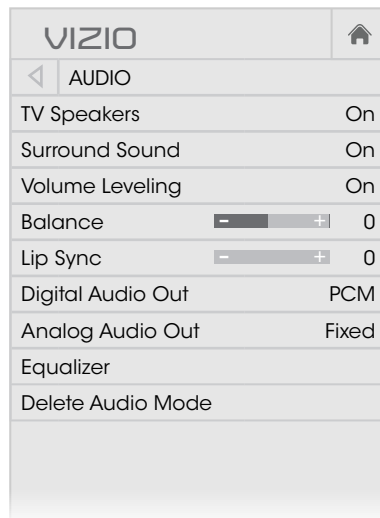 VIZIO
AUDIO
TV Speakers On
Surround Sound On
Volume Leveling On
Balance - + 0
Lip Sync - + 0
Digital Audio Out PCM
Analog Audio Out Fixed
Equalizer
Delete Audio Mode